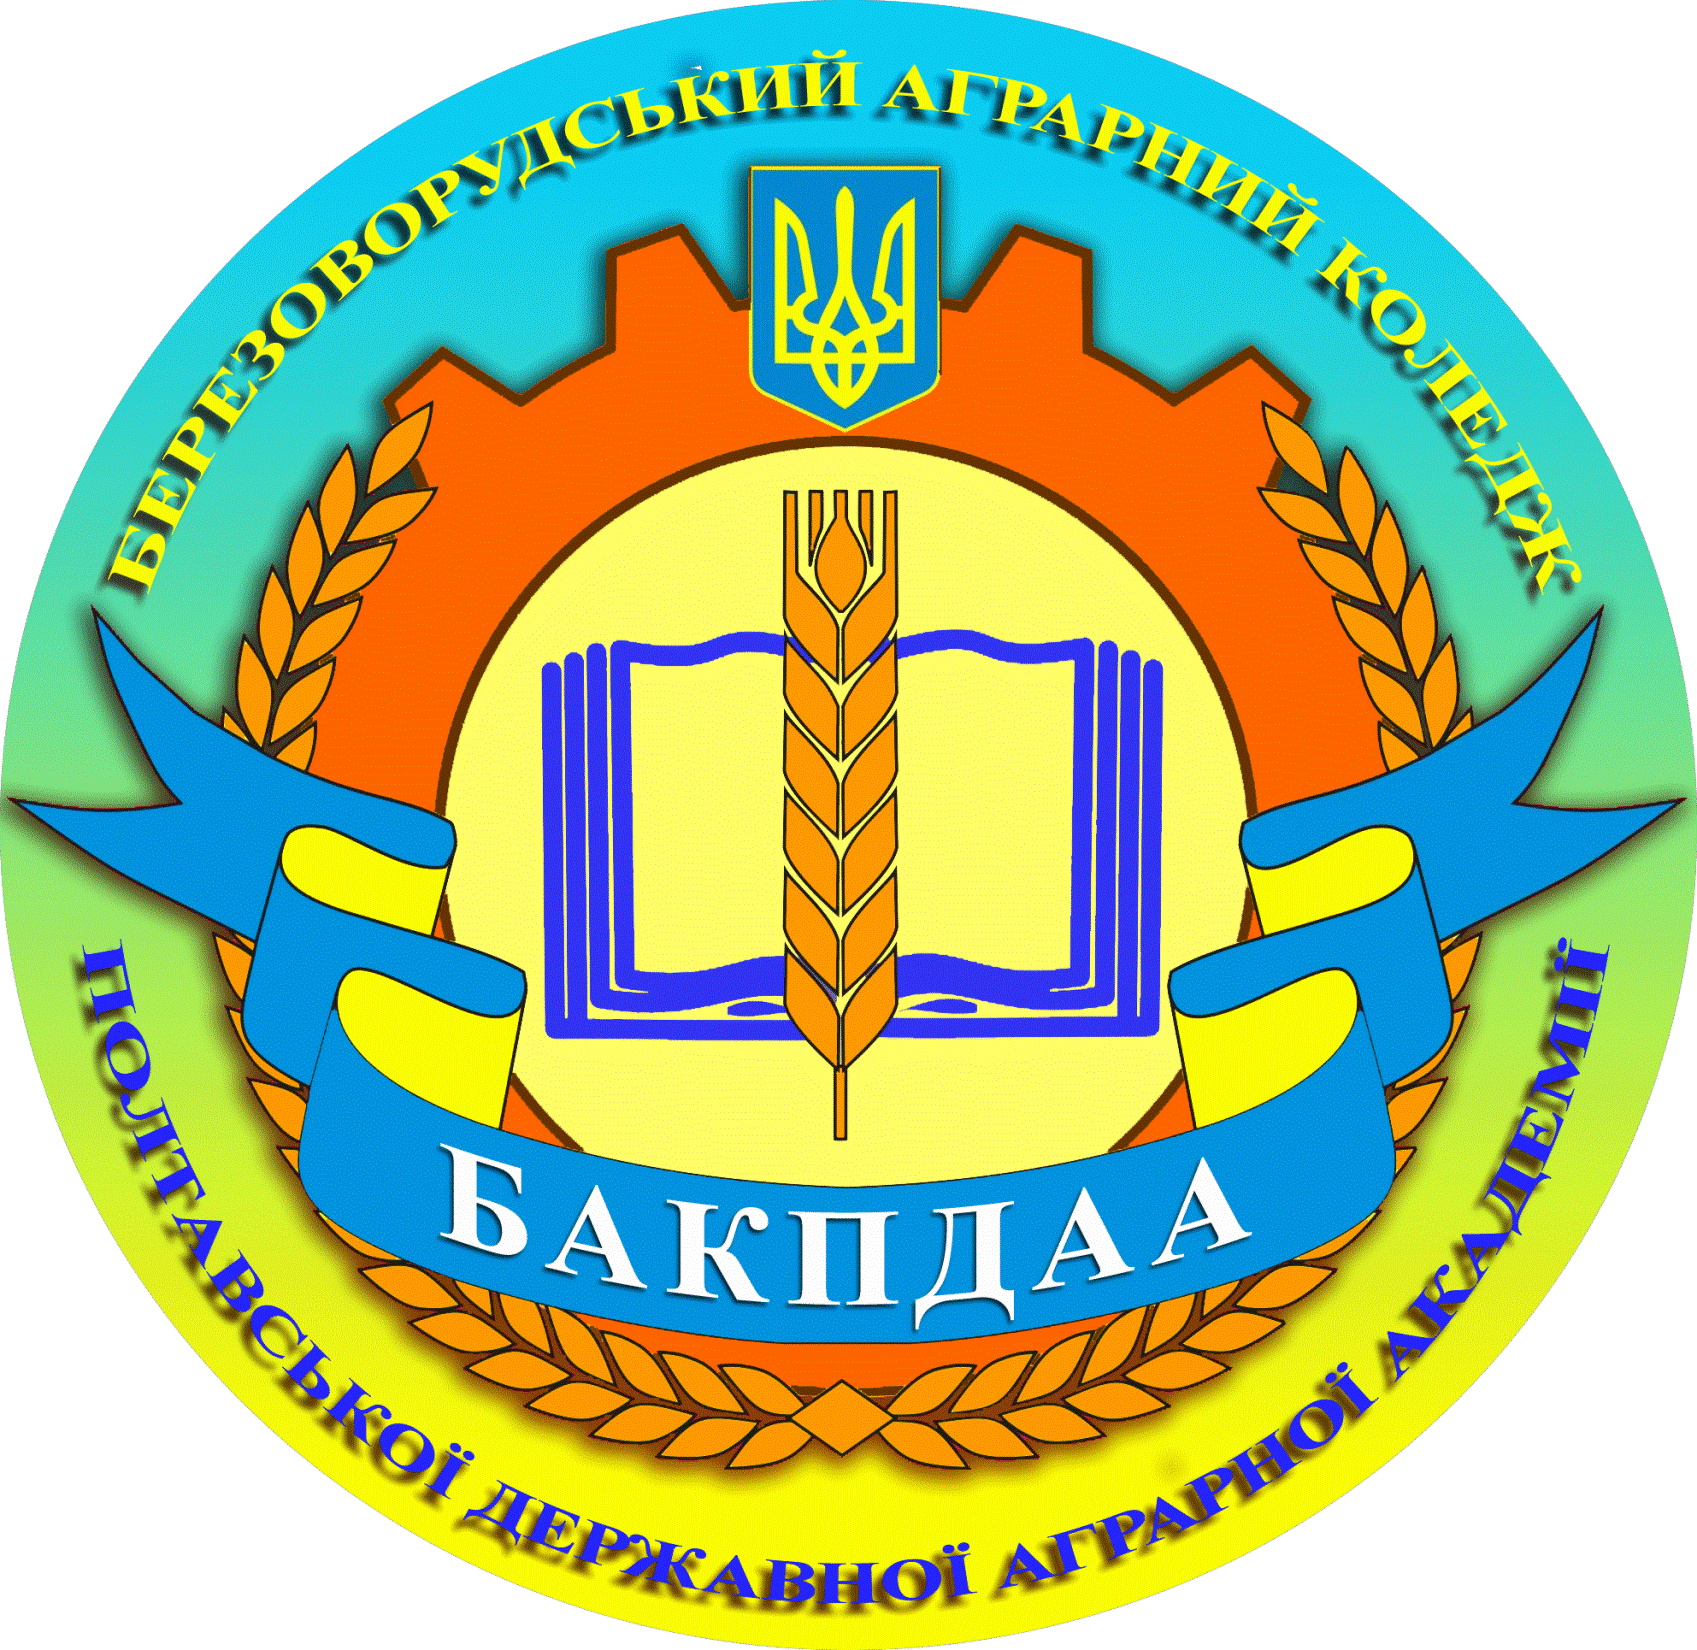 БЕРЕЗОВОРУДСЬКИЙ АГРАРНИЙ КОЛЕДЖ
БАКПДАА
ПОЛТАВСЬКОЇ ДЕРЖАВНОЇ АГРАРНОЇ АКАДЕМІЇ